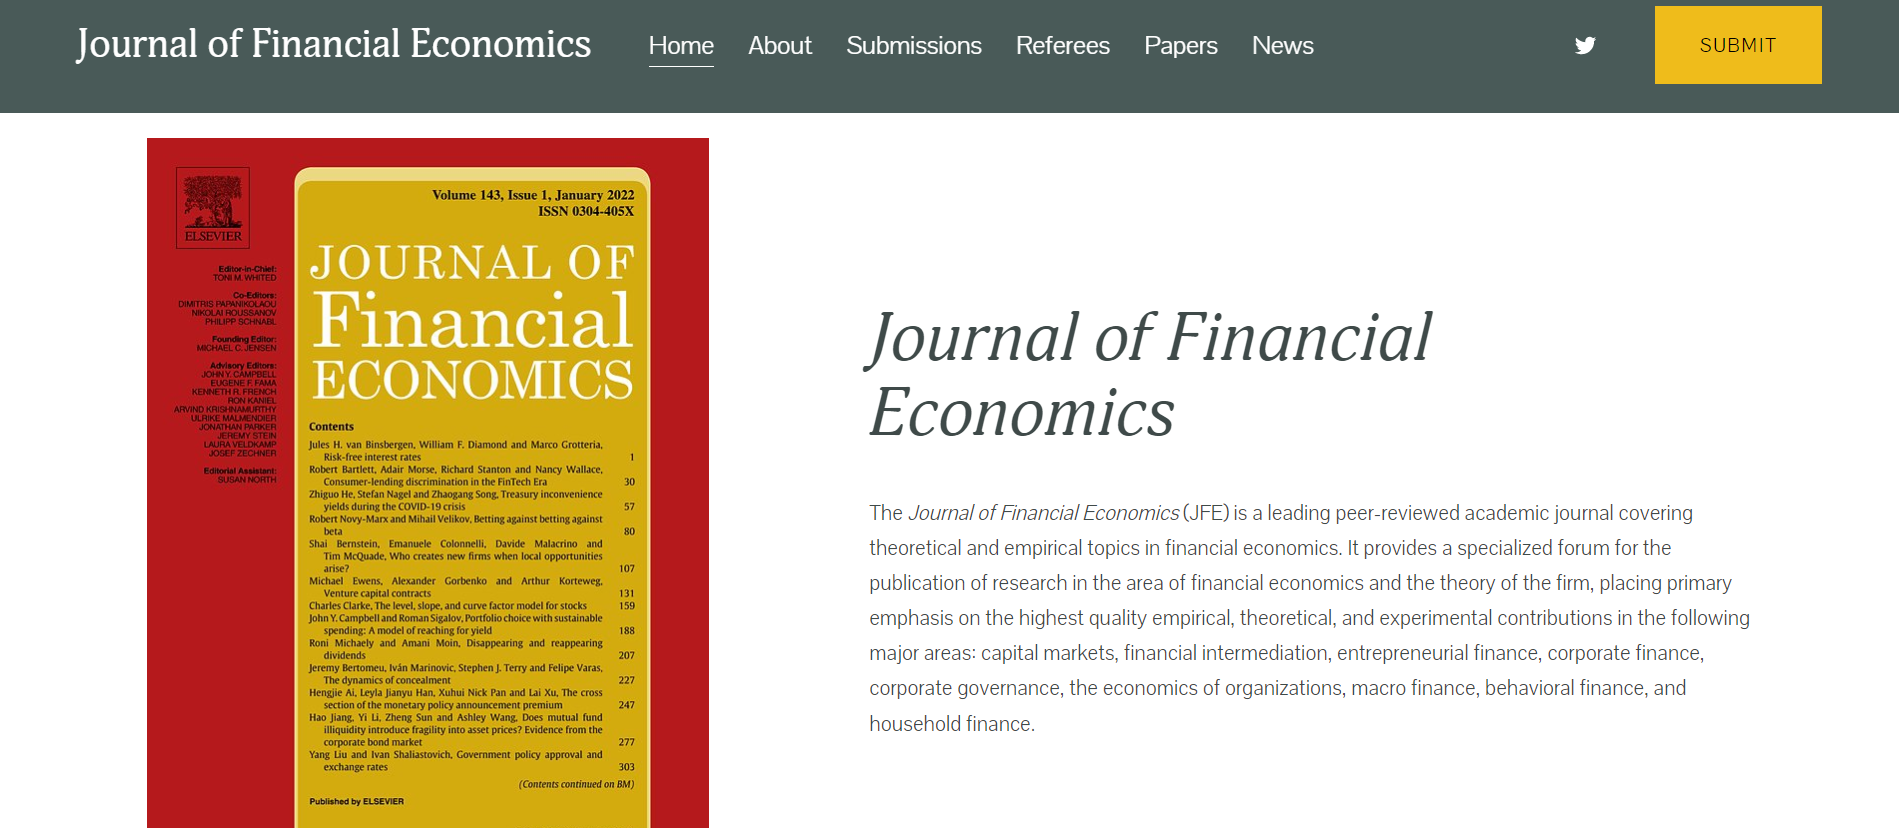 Journal of Financial Economics
Home
About
Submissions
Referees
Papers
News
SUBMIT
ELSEVIER
Editor-in-Chief:
TONI M. WHITED
Co-Editors:
DIMITRIS PAPANIKOLAOU
NIKOLAI ROUSSANOV
PHILIPP SCHNABL
Founding Editor:
MICHAEL C. JENSEN
Advisory Editors:
JOHN Y. CAMPBELL
EUGENE F. FAMA
KENNETH R. FRENCH
RON KANIEL
ARVIND KRISHNAMURTHY
ULRIKE MALMENDIER
JONATHAN PARKER
JEREMY STEIN
LAURA VELDKAMP
JOSEF ZECHNER
Editorial Assistant:
SUSAN NORTH
Volume 143, Issue 1, January 2022
ISSN 0304-405X
JOURNAL OF
Financial
ECONOMICS
Contents
Jules H. van Binsbergen, William F. Diamond and Marco Grotteria,
Risk-free interest rates 1
Robert Bartlett, Adair Morse, Richard Stanton and Nancy Wallace,
Consumer-lending discrimination in the FinTech Era 30
Zhiguo He, Stefan Nagel and Zhaogang Song, Treasury inconvenience
yields during the COVID-19 crisis 57
Robert Novy-Marx and Mihail Velikov, Betting against betting against
beta 80
Shai Bernstein, Emanuele Colonnelli, Davide Malacrino and
Tim McQuade, Who creates new firms when local opportunities
arise? 107
Michael Ewens, Alexander Gorbenko and Arthur Korteweg,
Venture capital contracts 131
Charles Clarke, The level, slope, and curve factor model for stocks 159
John Y. Campbell and Roman Sigalov, Portfolio choice with sustainable
spending: A model of reaching for yield 188
Roni Michaely and Amani Moin, Disappearing and reappearing
dividends 207
Jeremy Bertomeu, Iván Marinovic, Stephen J. Terry and Felipe Varas,
The dynamics of concealment 227
Hengjie Ai, Leyla Jianyu Han, Xuhui Nick Pan and Lai Xu, The cross
section of the monetary policy announcement premium 247
Hao Jiang, Yi Li, Zheng Sun and Ashley Wang, Does mutual fund
illiquidity introduce fragility into asset prices? Evidence from the
corporate bond market 277
Yang Liu and Ivan Shaliastovich, Government policy approval and
exchange rates 303
(Contents continued on BM)
Published by ELSEVIER
Journal of Financial
Economics
The Journal of Financial Economics (JFE) is a leading peer-reviewed academic journal covering
theoretical and empirical topics in financial economics. It provides a specialized forum for the
publication of research in the area of financial economics and the theory of the firm, placing primary
emphasis on the highest quality empirical, theoretical, and experimental contributions in the following
major areas: capital markets, financial intermediation, entrepreneurial finance, corporate finance,
corporate governance, the economics of organizations, macro finance, behavioral finance, and
household finance.